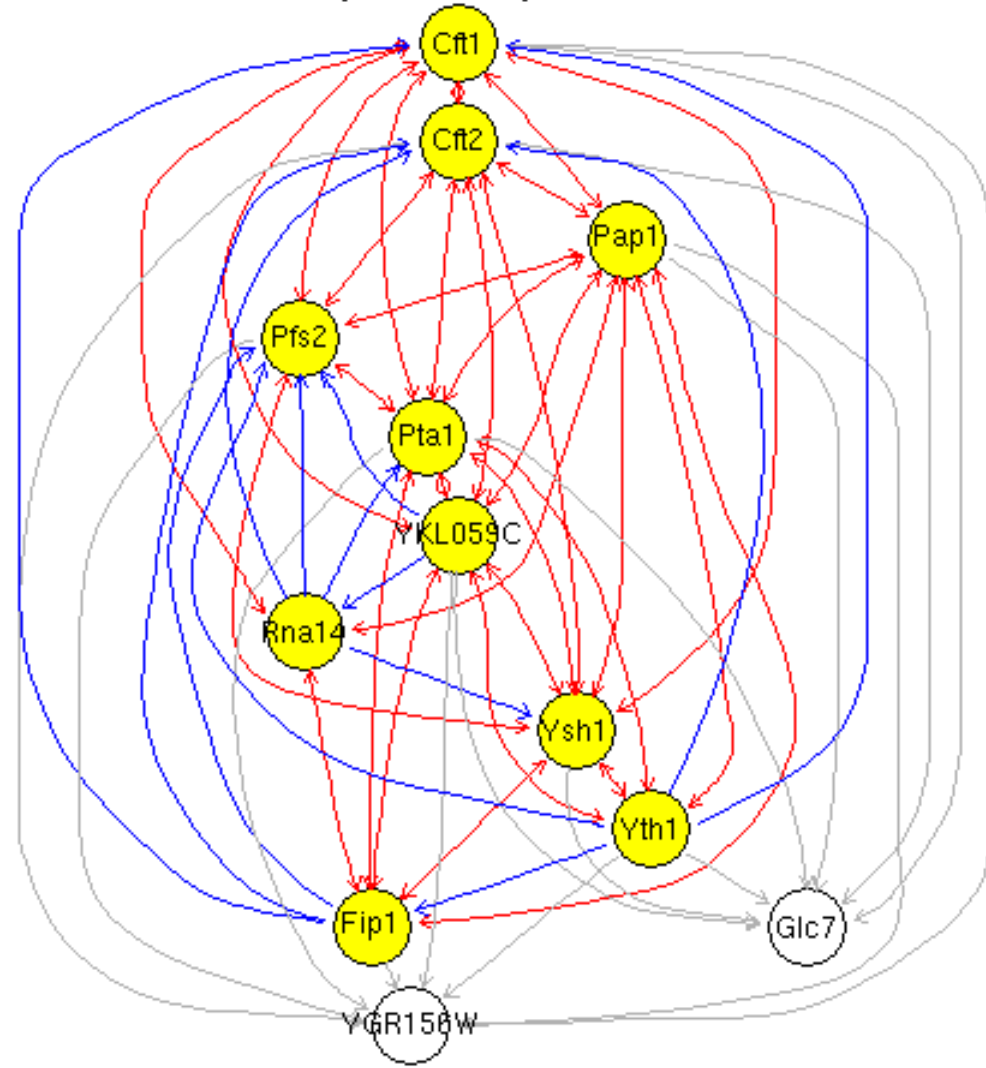 Cft1
Cft2
Pap1
Pfs2
Pta1
YKL059C
Rna14
Ysh1
Yth1
Fip1
Glc7
YGR156W